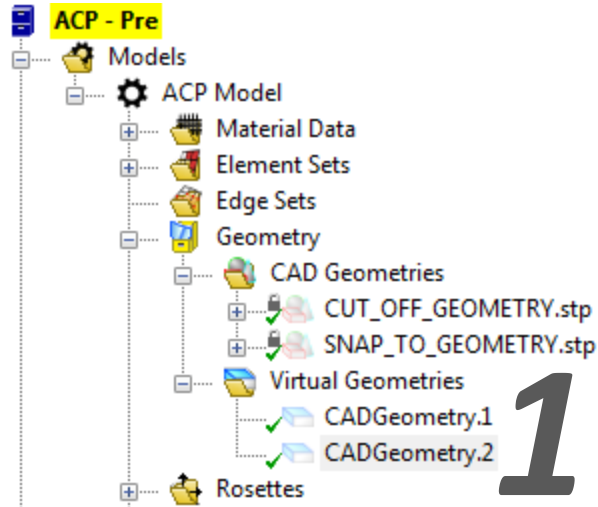 ACP - Pre
Models
ACP Model
Material Data
Element Sets
Edge Sets
Geometry
CAD Geometries
CUT_OFF_GEOMETRY.stp
SNAP_TO_GEOMETRY.stp
Virtual Geometries
CADGeometry.1
CADGeometry.2
Rosettes
1